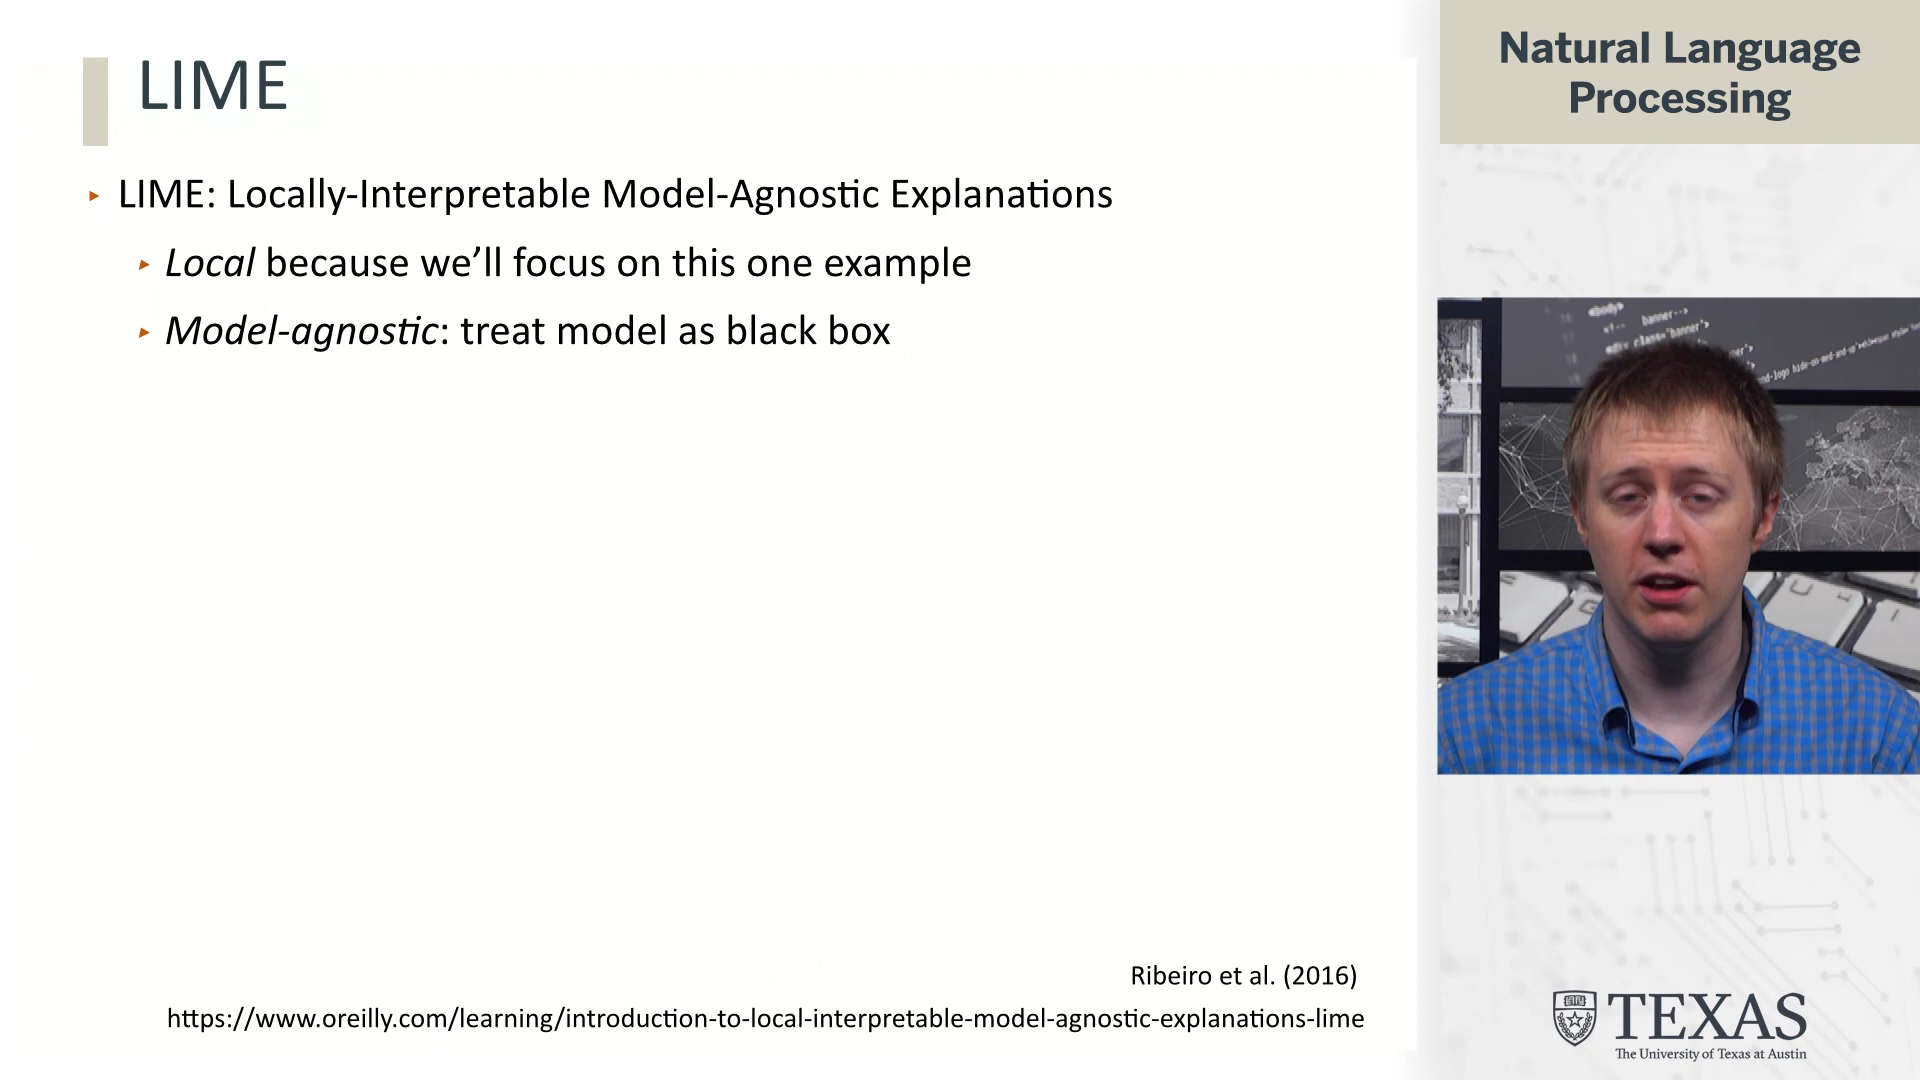 LIME
LIME: Locally-Interpretable Model-Agnostic Explanations
Local because we’ll focus on this one example
Model-agnostic: treat model as black box
Ribeiro et al. (2016)
https://www.oreilly.com/learning/introduction-to-local-interpretable-model-agnostic-explanations-lime
Natural Language
Processing
<body>
banner-->
TEXAS
The University of Texas at Austin